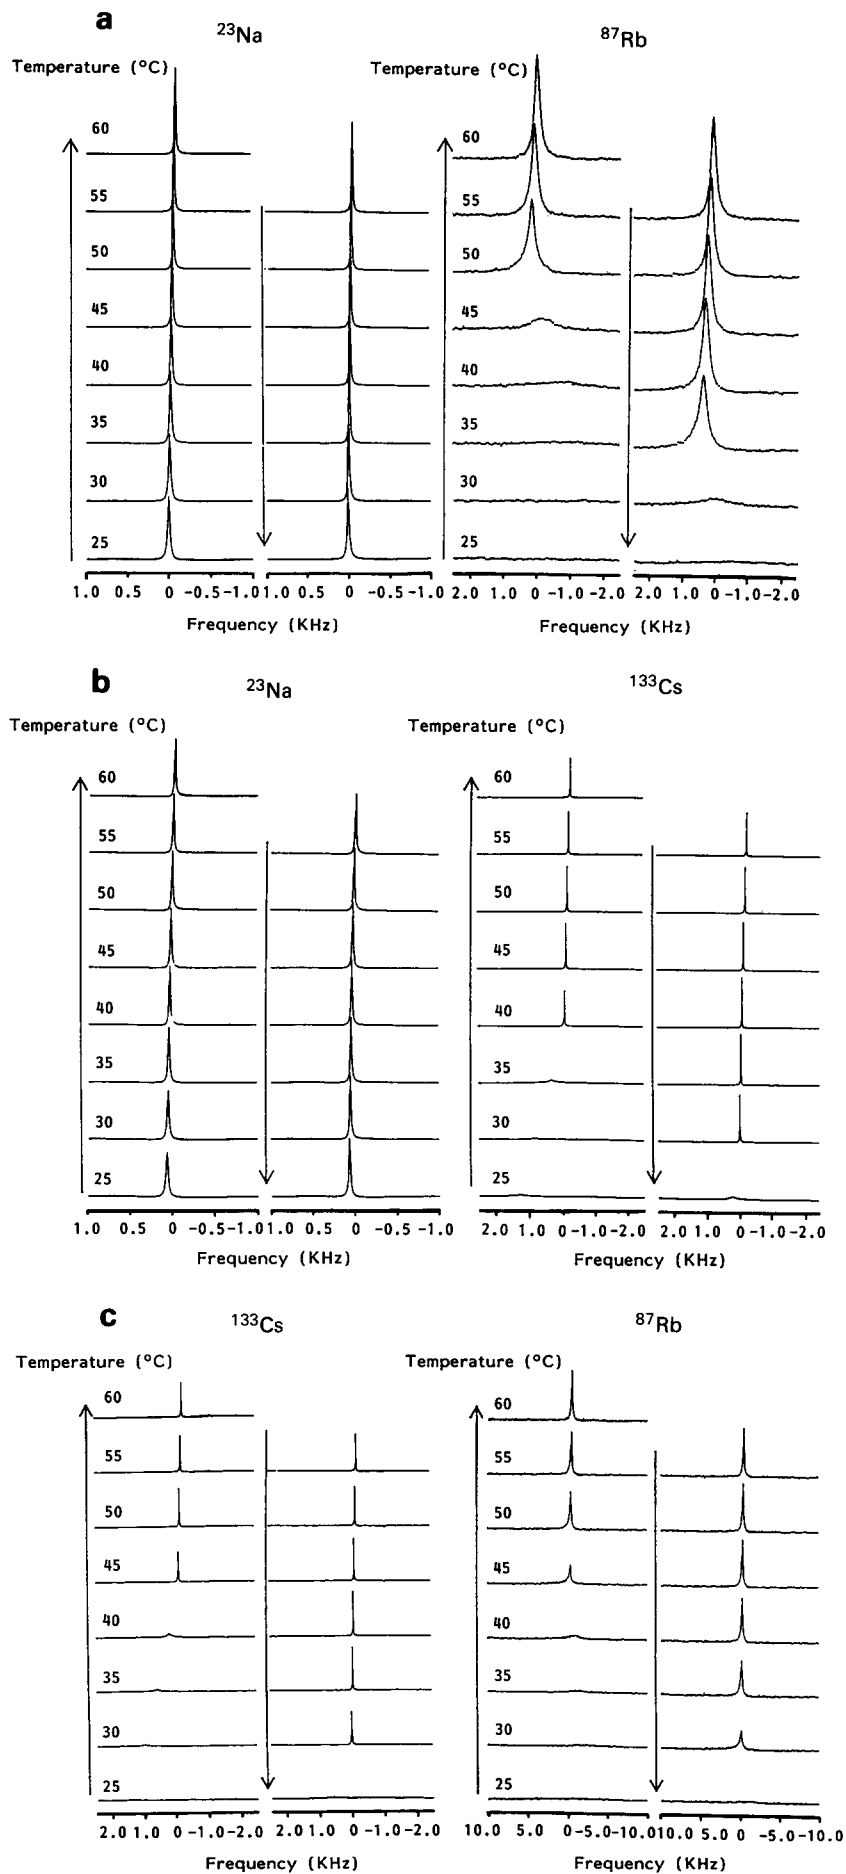 a
23Na 87Rb
Temperature (°C) Temperature (°C)
60 60
55 55
50 50
45 45
40 40
35 35
30 30
25 25
1.0 0.5 0 -0.5 -1.0 1.0 0.5 0 -0.5 -1.0 2.0 1.0 0 -1.0 -2.0 2.0 1.0 0 -1.0 -2.0
Frequency (KHz) Frequency (KHz)
b
23Na 133Cs
Temperature (°C) Temperature (°C)
60 60
55 55
50 50
45 45
40 40
35 35
30 30
25 25
1.0 0.5 0 -0.5 -1.0 1.0 0.5 0 -0.5 -1.0 2.0 1.0 0 -1.0 -2.0 2.0 1.0 0 -1.0 -2.0
Frequency (KHz) Frequency (KHz)
c
133Cs 87Rb
Temperature (°C) Temperature (°C)
60 60
55 55
50 50
45 45
40 40
35 35
30 30
25 25
2.0 1.0 0 -1.0 -2.0 2.0 1.0 0 -1.0 -2.0 10.0 5.0 0 -5.0 -10.0 10.0 5.0 0 -5.0 -10.0
Frequency (KHz) Frequency (KHz)